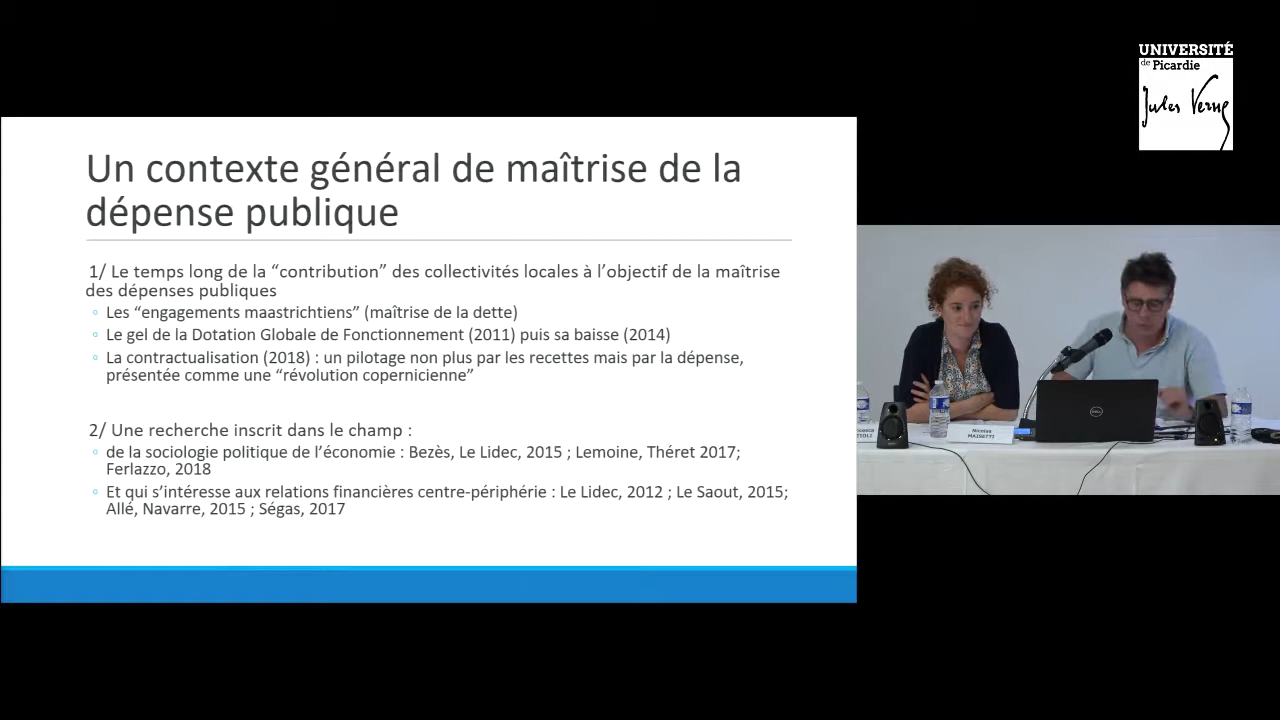 UNIVERSITÉ
de Picardie
Jules Verne
Un contexte général de maîtrise de la
dépense publique
1/ Le temps long de la “contribution” des collectivités locales à l’objectif de la maîtrise
des dépenses publiques
◦ Les “engagements maastrichtiens” (maîtrise de la dette)
◦ Le gel de la Dotation Globale de Fonctionnement (2011) puis sa baisse (2014)
◦ La contractualisation (2018) : un pilotage non plus par les recettes mais par la dépense,
présentée comme une “révolution copernicienne”
2/ Une recherche inscrit dans le champ :
◦ de la sociologie politique de l’économie : Bezès, Le Lidec, 2015 ; Lemoine, Théret 2017;
Ferlazzo, 2018
◦ Et qui s’intéresse aux relations financières centre-périphérie : Le Lidec, 2012 ; Le Saout, 2015;
Allé, Navarre, 2015 ; Ségas, 2017
Nicolas
MAISETTI
DELL